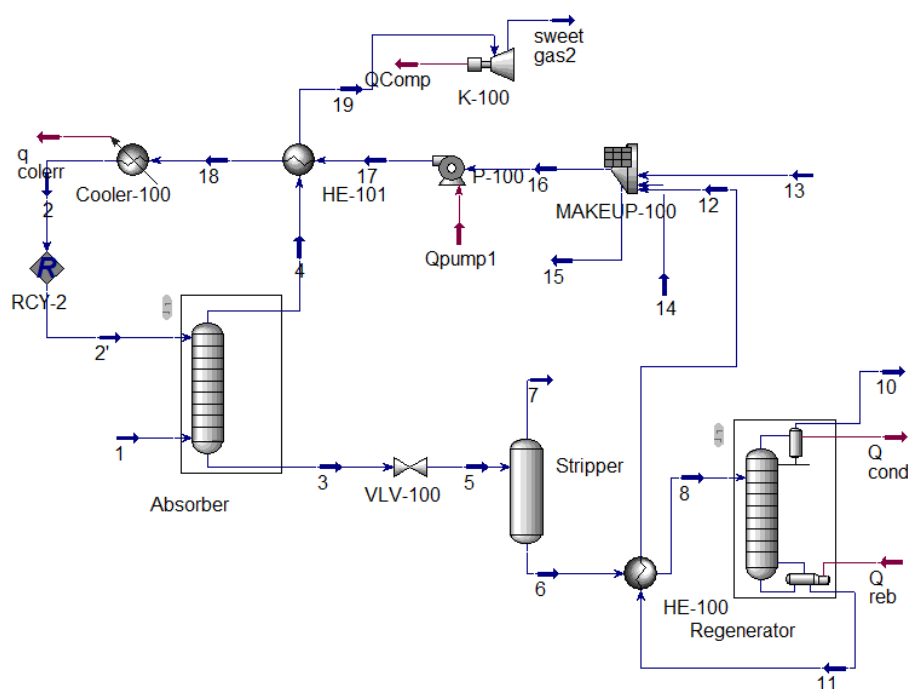 sweet
gas2
QComp
19
K-100
q
colerr
Cooler-100
18
HE-101
17
P-100
16
MAKEUP-100
12
13
2
R
RCY-2
4
Qpump1
15
14
2'
7
10
1
3
VLV-100
5
Stripper
8
Q
cond
Absorber
6
HE-100
Q
reb
Regenerator
11